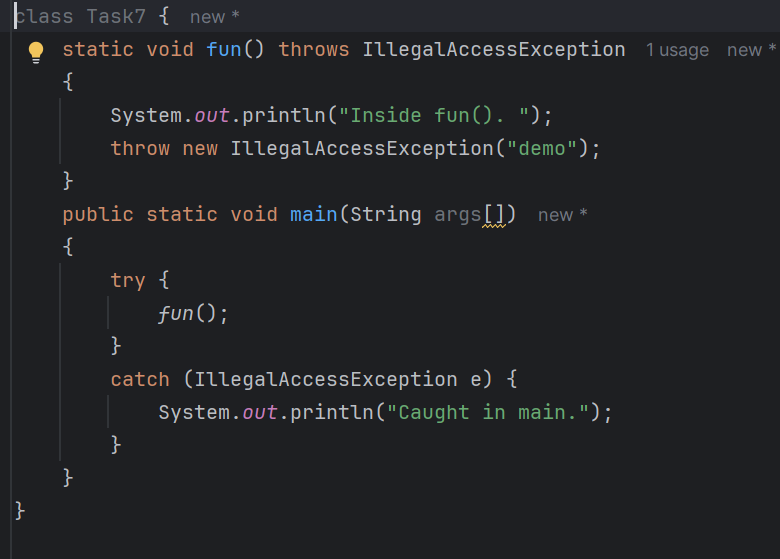 class Task7 { new *
static void fun() throws IllegalAccessException 1 usage new *
{
System.out.println("Inside fun(). ");
throw new IllegalAccessException("demo");
}
public static void main(String args[]) new *
{
try {
fun();
}
catch (IllegalAccessException e) {
System.out.println("Caught in main.");
}
}
}